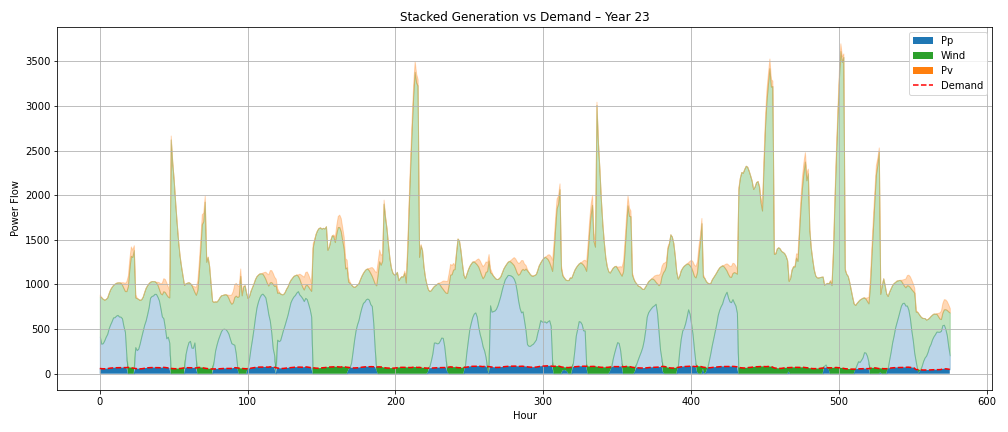 Stacked Generation vs Demand – Year 23
Power Flow
3500
3000
2500
2000
1500
1000
500
0
Pp
Wind
Pv
Demand
0
100
200
300
400
500
600
Hour